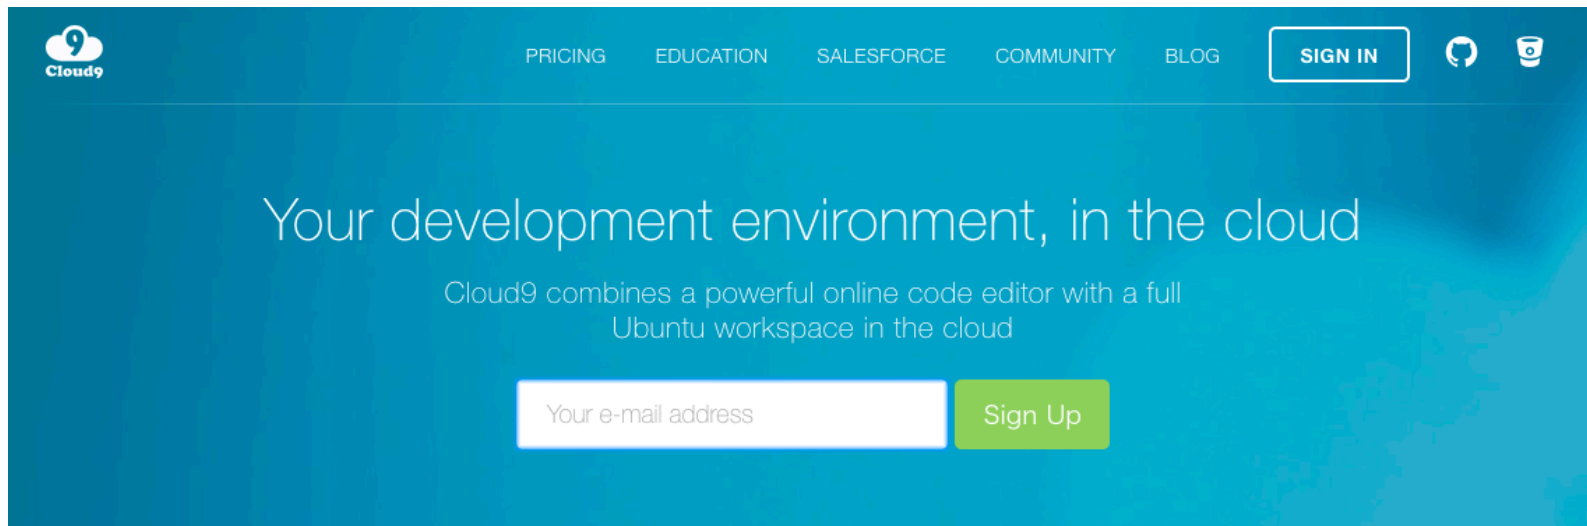 9
Cloud9
PRICING EDUCATION SALESFORCE COMMUNITY BLOG SIGN IN
Your development environment, in the cloud
Cloud9 combines a powerful online code editor with a full
Ubuntu workspace in the cloud
Your e-mail address Sign Up